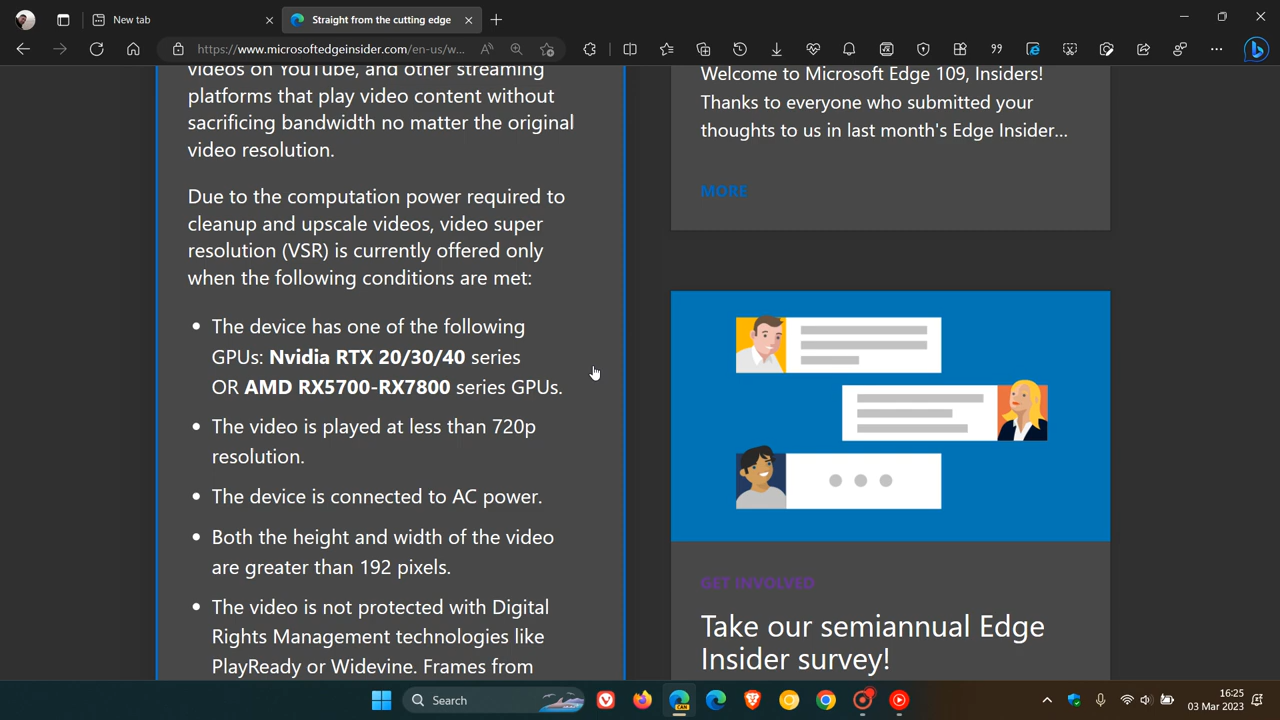 New tab
Straight from the cutting edge
https://www.microsoftedgeinsider.com/en-us/w...
videos on YouTube, and other streaming
platforms that play video content without
sacrificing bandwidth no matter the original
video resolution.
Due to the computation power required to
cleanup and upscale videos, video super
resolution (VSR) is currently offered only
when the following conditions are met:
The device has one of the following
GPUs: Nvidia RTX 20/30/40 series
OR AMD RX5700-RX7800 series GPUs.
The video is played at less than 720p
resolution.
The device is connected to AC power.
Both the height and width of the video
are greater than 192 pixels.
The video is not protected with Digital
Rights Management technologies like
PlayReady or Widevine. Frames from
Welcome to Microsoft Edge 109, Insiders!
Thanks to everyone who submitted your
thoughts to us in last month's Edge Insider...
MORE
GET INVOLVED
Take our semiannual Edge
Insider survey!
Search
CAN
16:25
03 Mar 2023